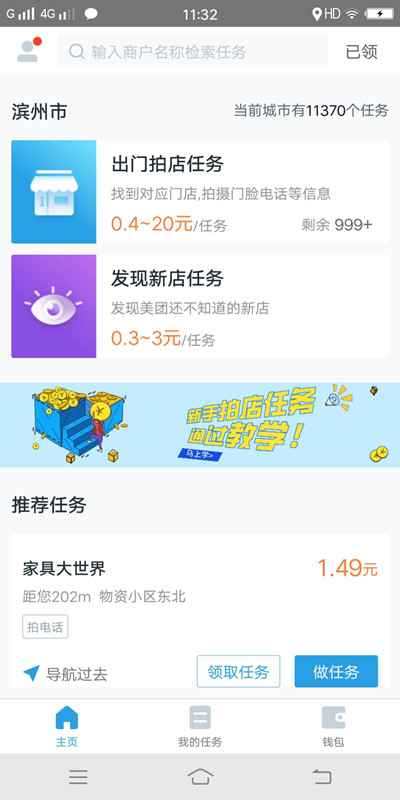 G 4G 11:32 HD
输入商户名称检索任务 已领
滨州市 当前城市有11370个任务
出门拍店任务
找到对应门店,拍摄门脸电话等信息
0.4~20元/任务 剩余 999+
发现新店任务
发现美团还不知道的新店
0.3~3元/任务
新手拍店任务
通过教学!
马上学>
推荐任务
家具大世界 1.49元
距您202m 物资小区东北
拍电话
导航过去 领取任务 做任务
主页 我的任务 钱包